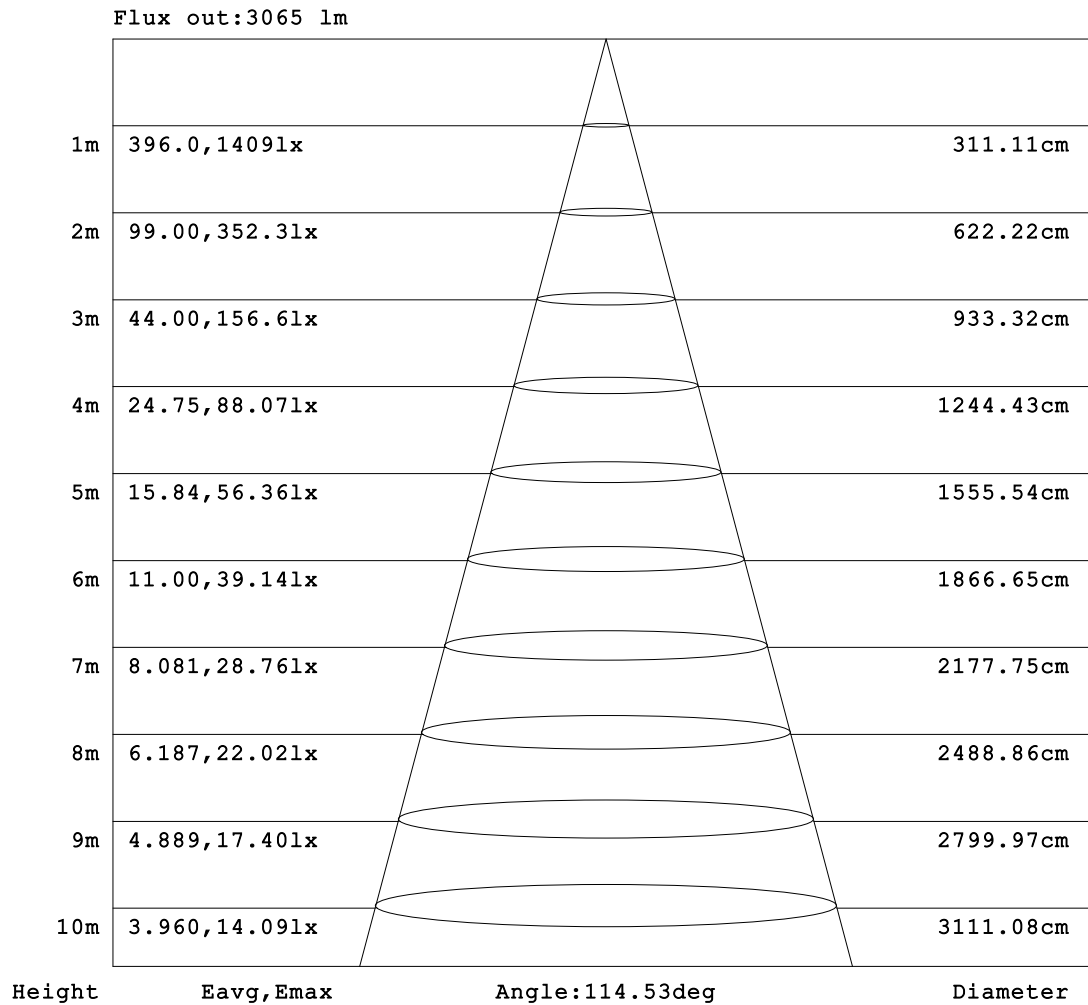 Flux out:3065 lm
1m 396.0,1409lx 311.11cm
2m 99.00,352.3lx 622.22cm
3m 44.00,156.6lx 933.32cm
4m 24.75,88.07lx 1244.43cm
5m 15.84,56.36lx 1555.54cm
6m 11.00,39.14lx 1866.65cm
7m 8.081,28.76lx 2177.75cm
8m 6.187,22.02lx 2488.86cm
9m 4.889,17.40lx 2799.97cm
10m 3.960,14.09lx 3111.08cm
Height Eavg,Emax Angle:114.53deg Diameter